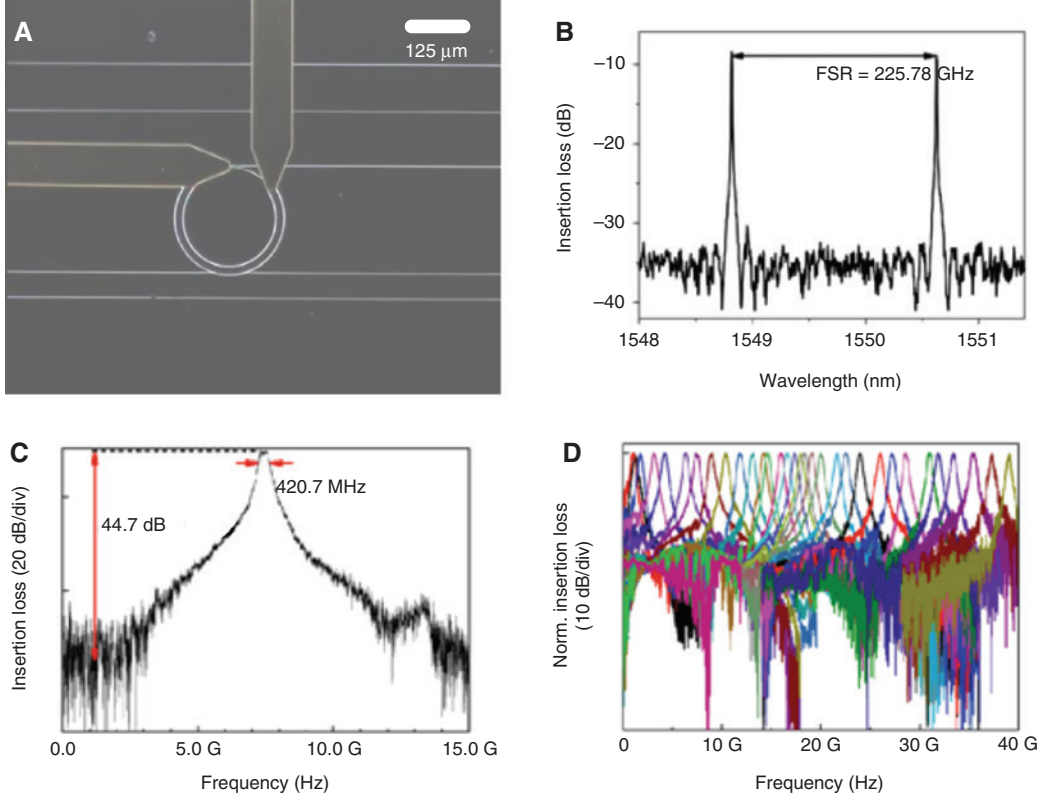 A
125 μm
B
Insertion loss (dB)
−10
−20
−30
−40
FSR = 225.78 GHz
1548
1549
1550
1551
Wavelength (nm)
C
Insertion loss (20 dB/div)
44.7 dB
420.7 MHz
0.0
5.0 G
10.0 G
15.0 G
Frequency (Hz)
D
Norm. insertion loss
(10 dB/div)
0
10 G
20 G
30 G
40 G
Frequency (Hz)